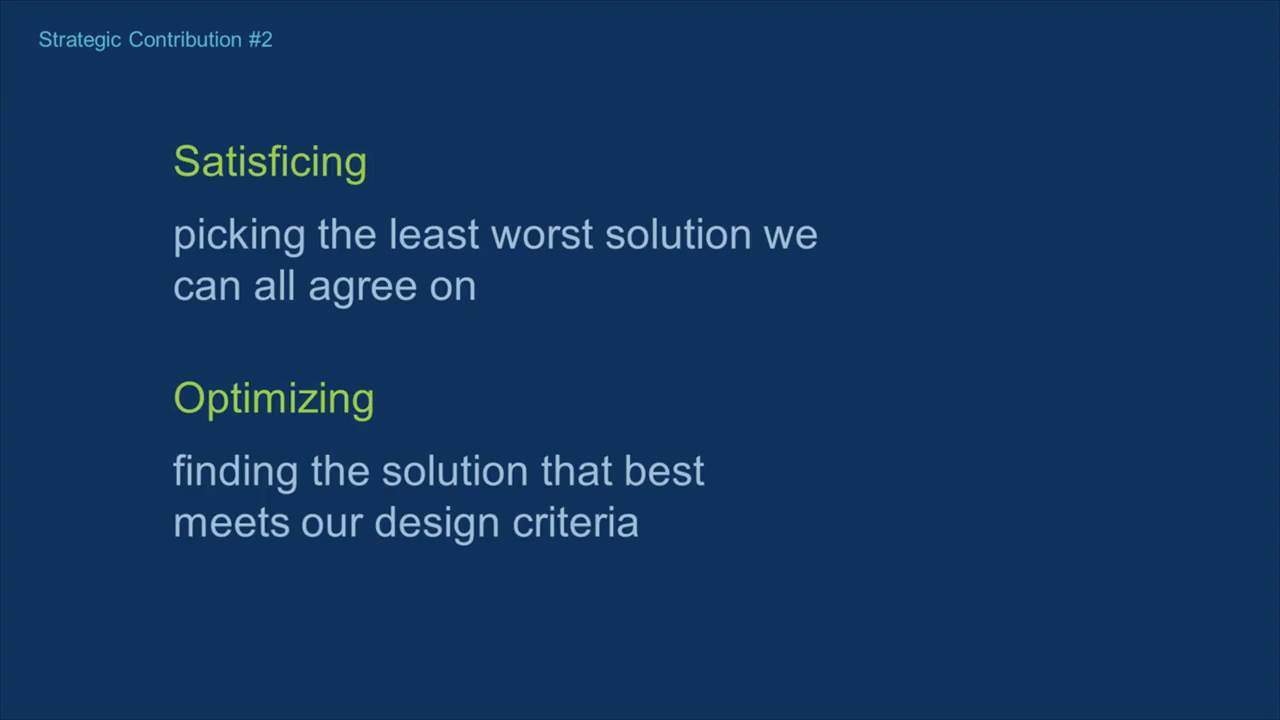 Strategic Contribution #2
Satisficing
picking the least worst solution we
can all agree on
Optimizing
finding the solution that best
meets our design criteria